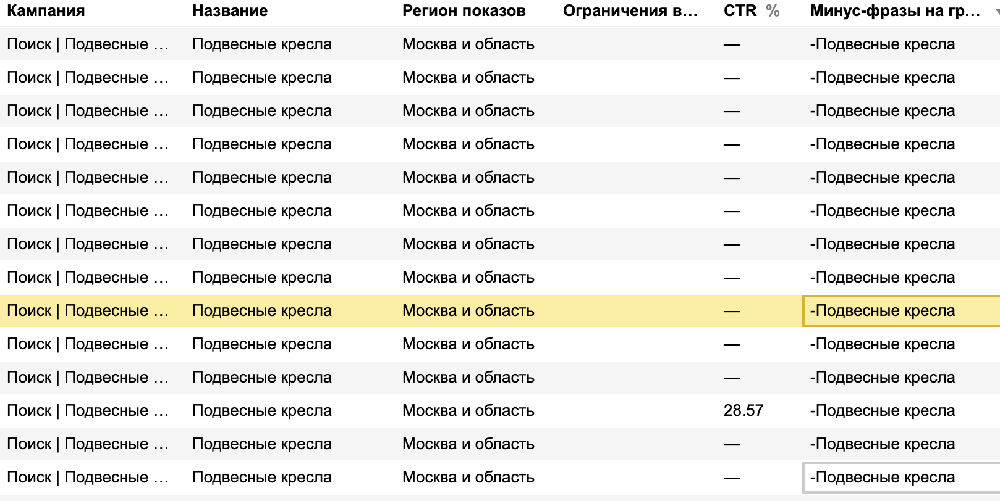 Кампания Название Регион показов Ограничения в... CTR % Минус-фразы на гр...
Поиск | Подвесные ... Подвесные кресла Москва и область — -Подвесные кресла
Поиск | Подвесные ... Подвесные кресла Москва и область — -Подвесные кресла
Поиск | Подвесные ... Подвесные кресла Москва и область — -Подвесные кресла
Поиск | Подвесные ... Подвесные кресла Москва и область — -Подвесные кресла
Поиск | Подвесные ... Подвесные кресла Москва и область — -Подвесные кресла
Поиск | Подвесные ... Подвесные кресла Москва и область — -Подвесные кресла
Поиск | Подвесные ... Подвесные кресла Москва и область — -Подвесные кресла
Поиск | Подвесные ... Подвесные кресла Москва и область — -Подвесные кресла
Поиск | Подвесные ... Подвесные кресла Москва и область — -Подвесные кресла
Поиск | Подвесные ... Подвесные кресла Москва и область — -Подвесные кресла
Поиск | Подвесные ... Подвесные кресла Москва и область — -Подвесные кресла
Поиск | Подвесные ... Подвесные кресла Москва и область 28.57 -Подвесные кресла
Поиск | Подвесные ... Подвесные кресла Москва и область — -Подвесные кресла
Поиск | Подвесные ... Подвесные кресла Москва и область — -Подвесные кресла